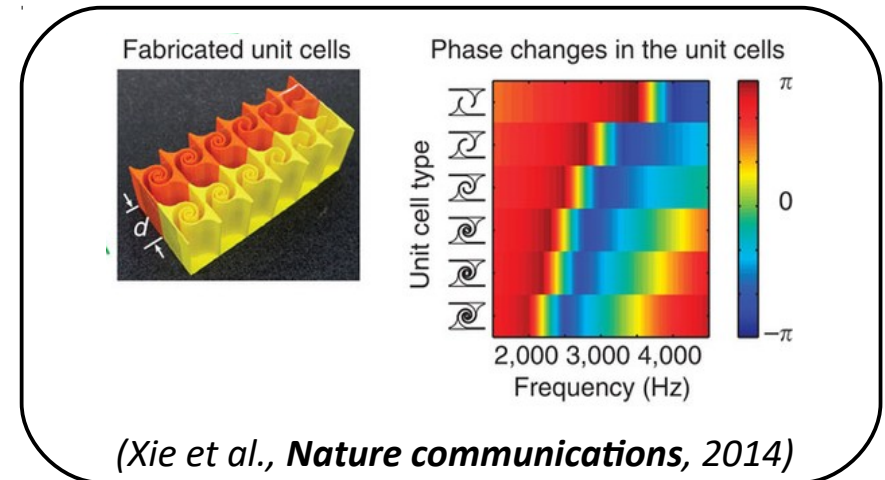 Fabricated unit cells
d
Phase changes in the unit cells
Unit cell type
π
0
−π
2,000 3,000 4,000
Frequency (Hz)
(Xie et al., Nature communications, 2014)